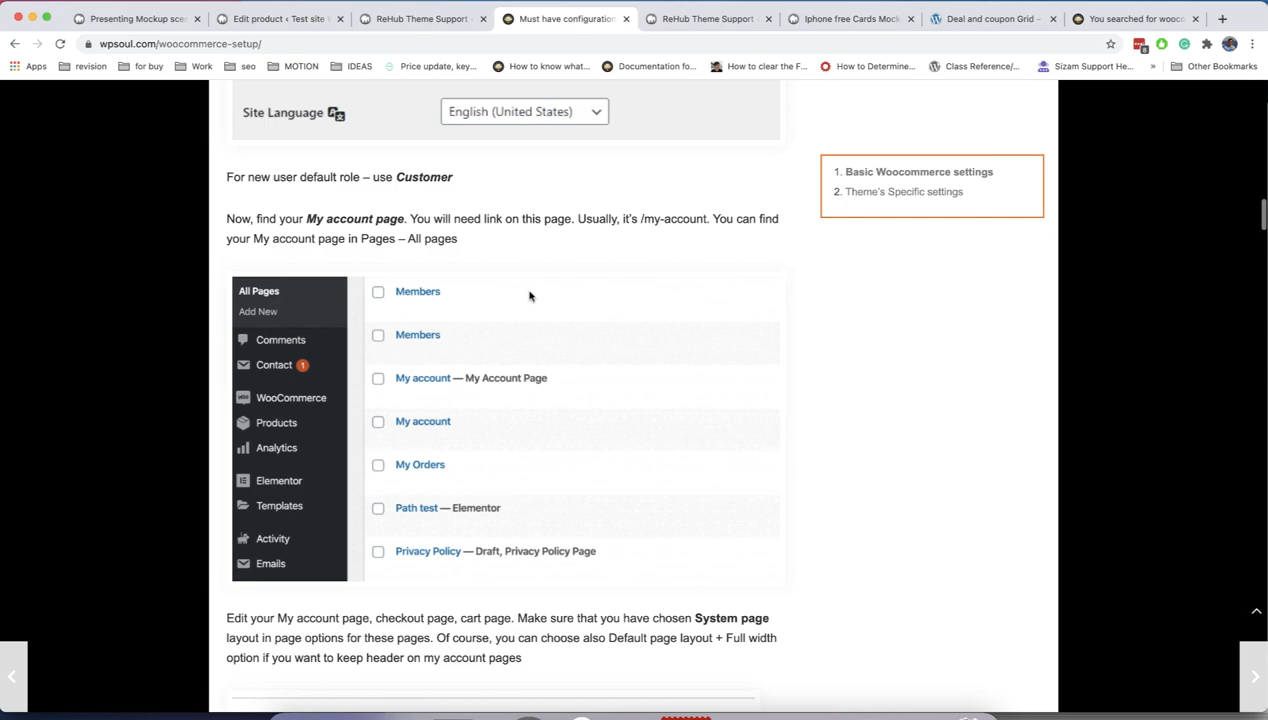 Presenting Mockup scen
Edit product ‹ Test site
ReHub Theme Support
Must have configuration
ReHub Theme Support
Iphone free Cards Mock
Deal and coupon Grid –
You searched for wooco
wpsoul.com/woocommerce-setup/
Apps
revision
for buy
Work
seo
MOTION
IDEAS
Price update, key...
How to know what...
Documentation fo...
How to clear the F...
How to Determine...
Class Reference/...
Sizam Support He...
»
Other Bookmarks
Site Language
English (United States)
For new user default role – use Customer
Now, find your My account page. You will need link on this page. Usually, it's /my-account. You can find
your My account page in Pages – All pages
All Pages
Add New
Comments
Contact 1
WooCommerce
Products
Analytics
Elementor
Templates
Activity
Emails
Members
Members
My account — My Account Page
My account
My Orders
Path test — Elementor
Privacy Policy — Draft, Privacy Policy Page
Edit your My account page, checkout page, cart page. Make sure that you have chosen System page
layout in page options for these pages. Of course, you can choose also Default page layout + Full width
option if you want to keep header on my account pages
1. Basic Woocommerce settings
2. Theme's Specific settings